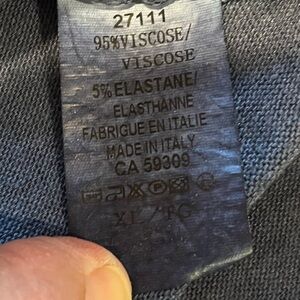 27111
95%VISCOSE/
VISCOSE
5%ELASTANE/
ELASTHANNE
FABRIQUE EN ITALIE
MADE IN ITALY
CA 59309
XL/TG